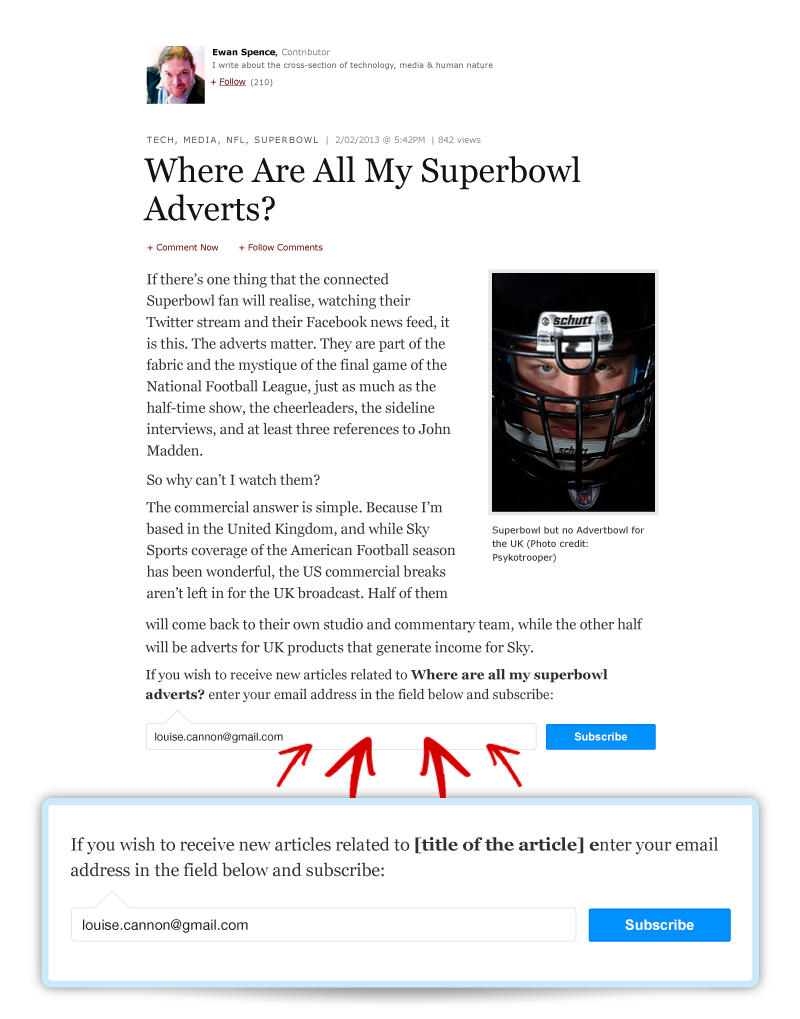 Ewan Spence, Contributor
I write about the cross-section of technology, media & human nature
+ Follow (210)
TECH, MEDIA, NFL, SUPERBOWL | 2/02/2013 @ 5:42PM | 842 views
Where Are All My Superbowl
Adverts?
+ Comment Now + Follow Comments
If there’s one thing that the connected
Superbowl fan will realise, watching their
Twitter stream and their Facebook news feed, it
is this. The adverts matter. They are part of the
fabric and the mystique of the final game of the
National Football League, just as much as the
half-time show, the cheerleaders, the sideline
interviews, and at least three references to John
Madden.
So why can’t I watch them?
The commercial answer is simple. Because I’m
based in the United Kingdom, and while Sky
Sports coverage of the American Football season
has been wonderful, the US commercial breaks
aren’t left in for the UK broadcast. Half of them
schutt
schutt
NFL
Superbowl but no Advertbowl for
the UK (Photo credit:
Psykotrooper)
will come back to their own studio and commentary team, while the other half
will be adverts for UK products that generate income for Sky.
If you wish to receive new articles related to Where are all my superbowl
adverts? enter your email address in the field below and subscribe:
louise.cannon@gmail.com
Subscribe
If you wish to receive new articles related to [title of the article] enter your email
address in the field below and subscribe:
louise.cannon@gmail.com
Subscribe